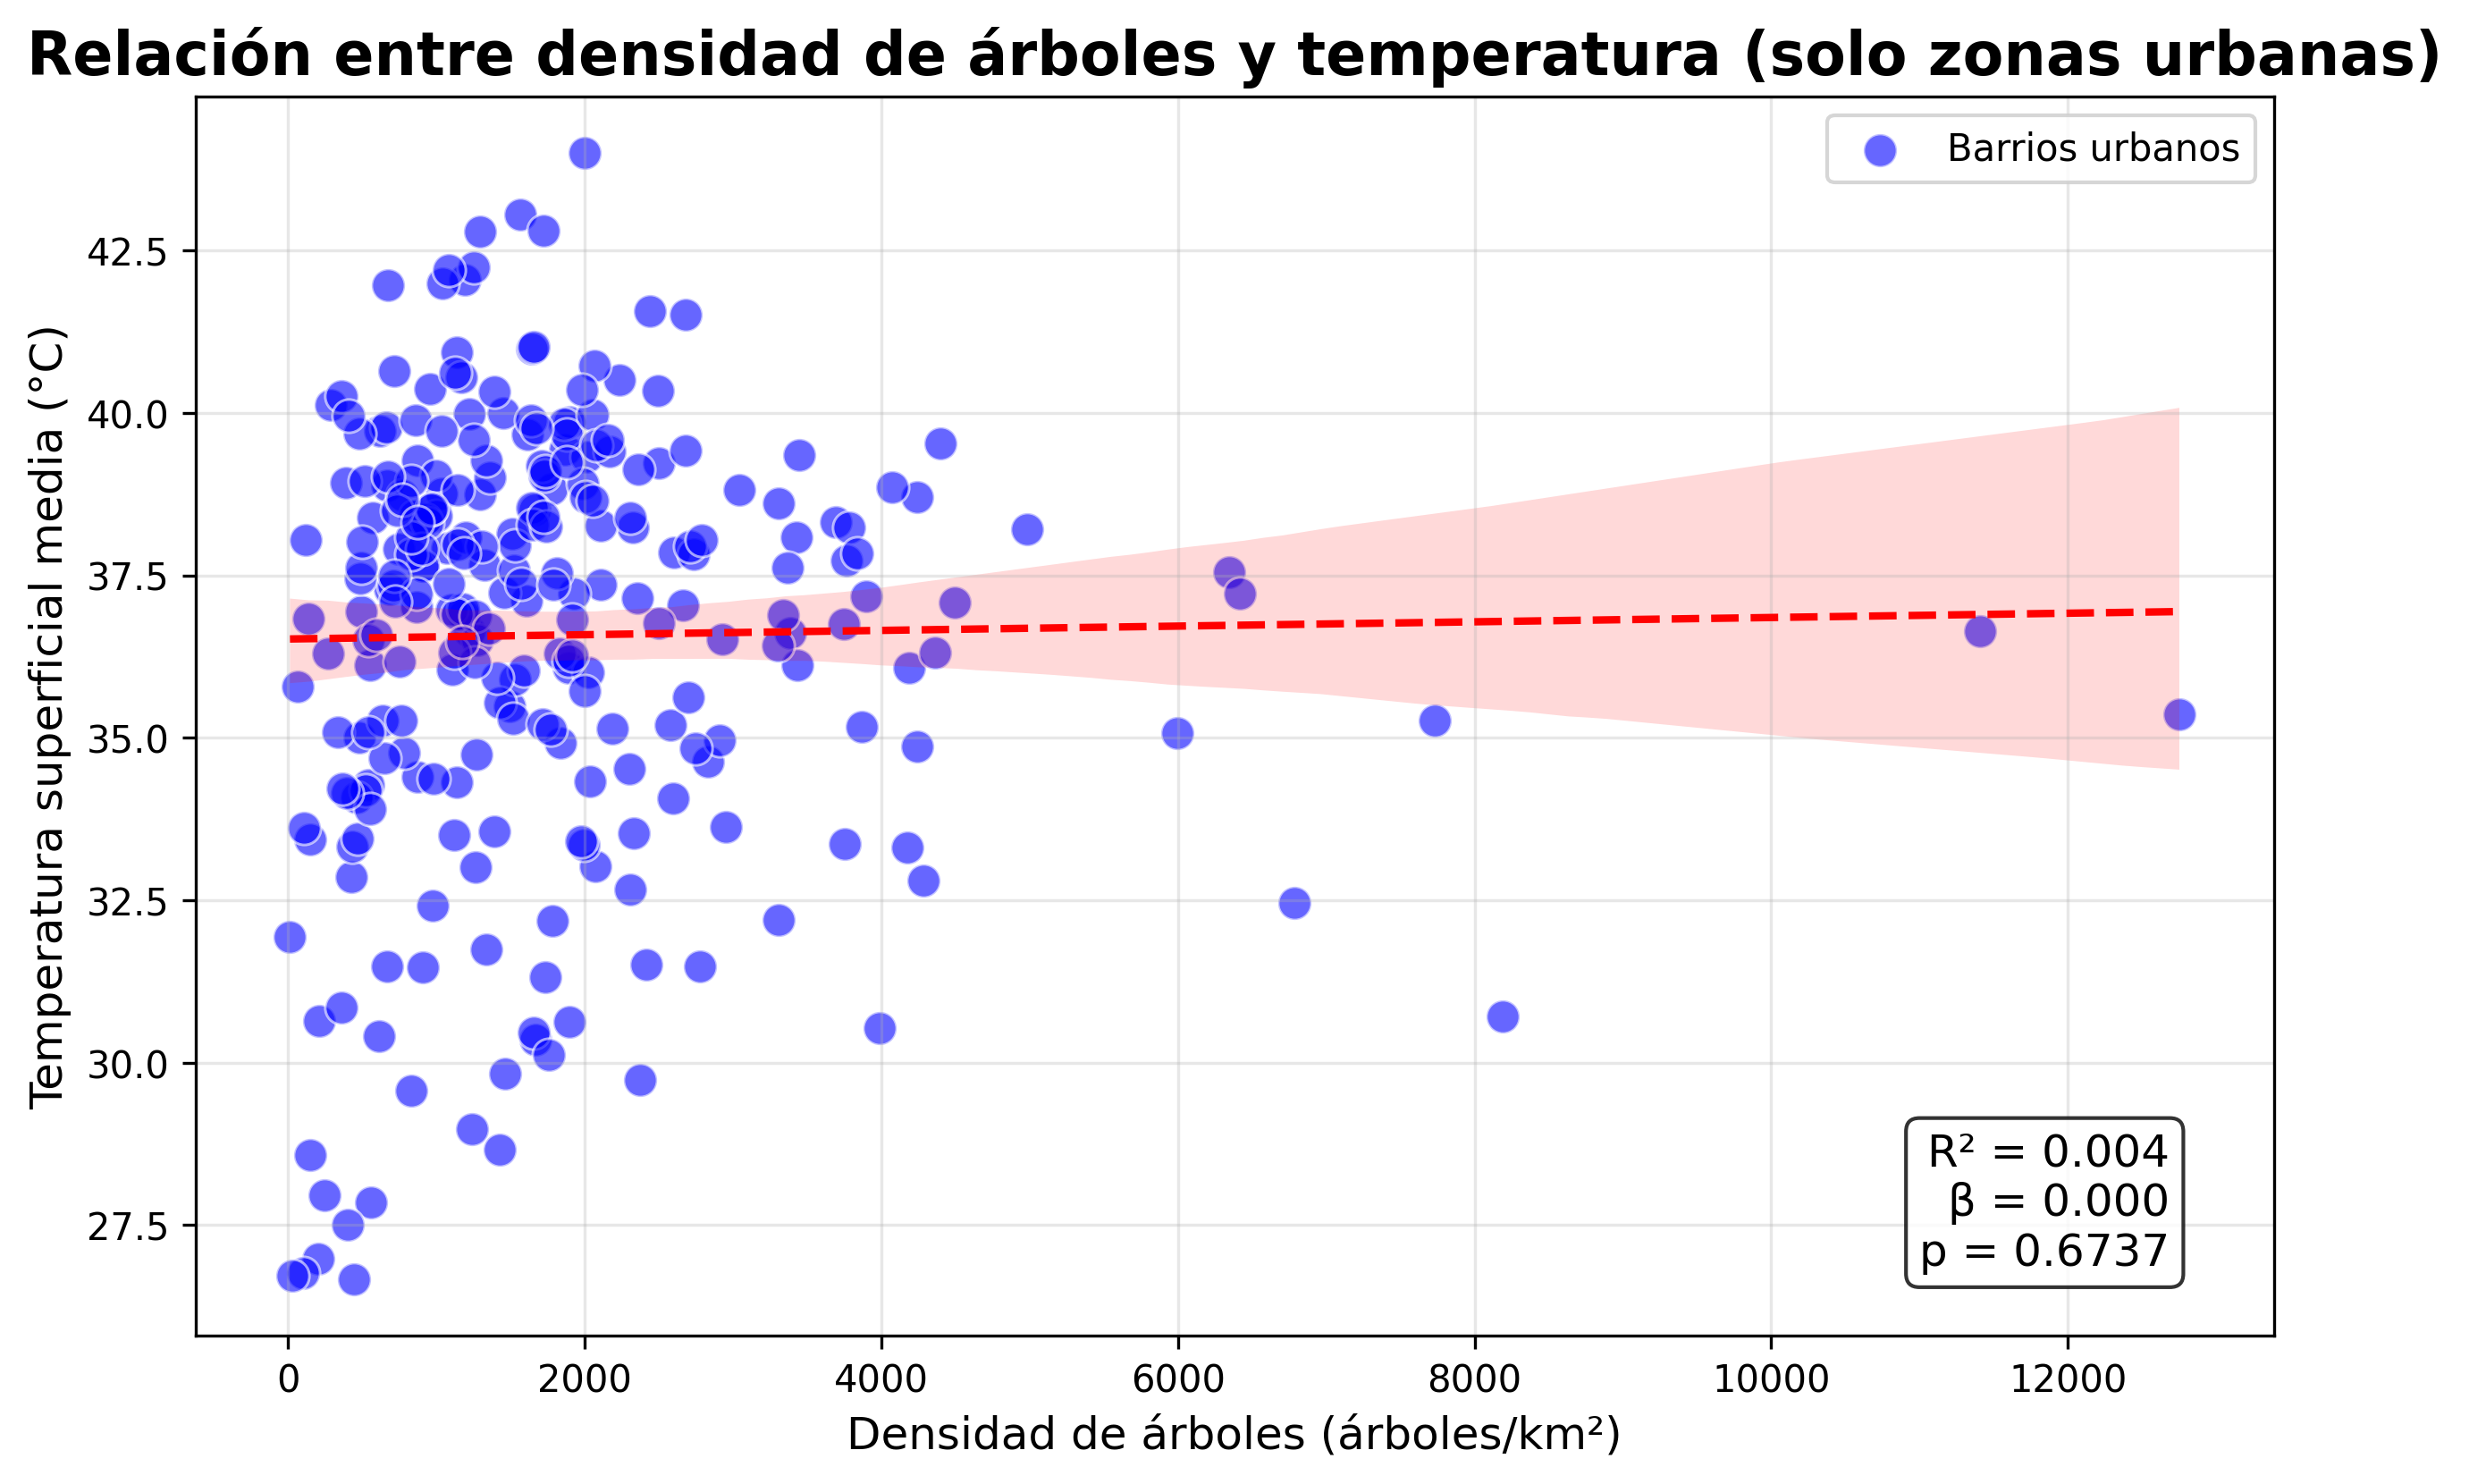 Relación entre densidad de árboles y temperatura (solo zonas urbanas)
Barrios urbanos
Temperatura superficial media (°C)
42.5
40.0
37.5
35.0
32.5
30.0
27.5
R² = 0.004
β = 0.000
p = 0.6737
0 2000 4000 6000 8000 10000 12000
Densidad de árboles (árboles/km²)